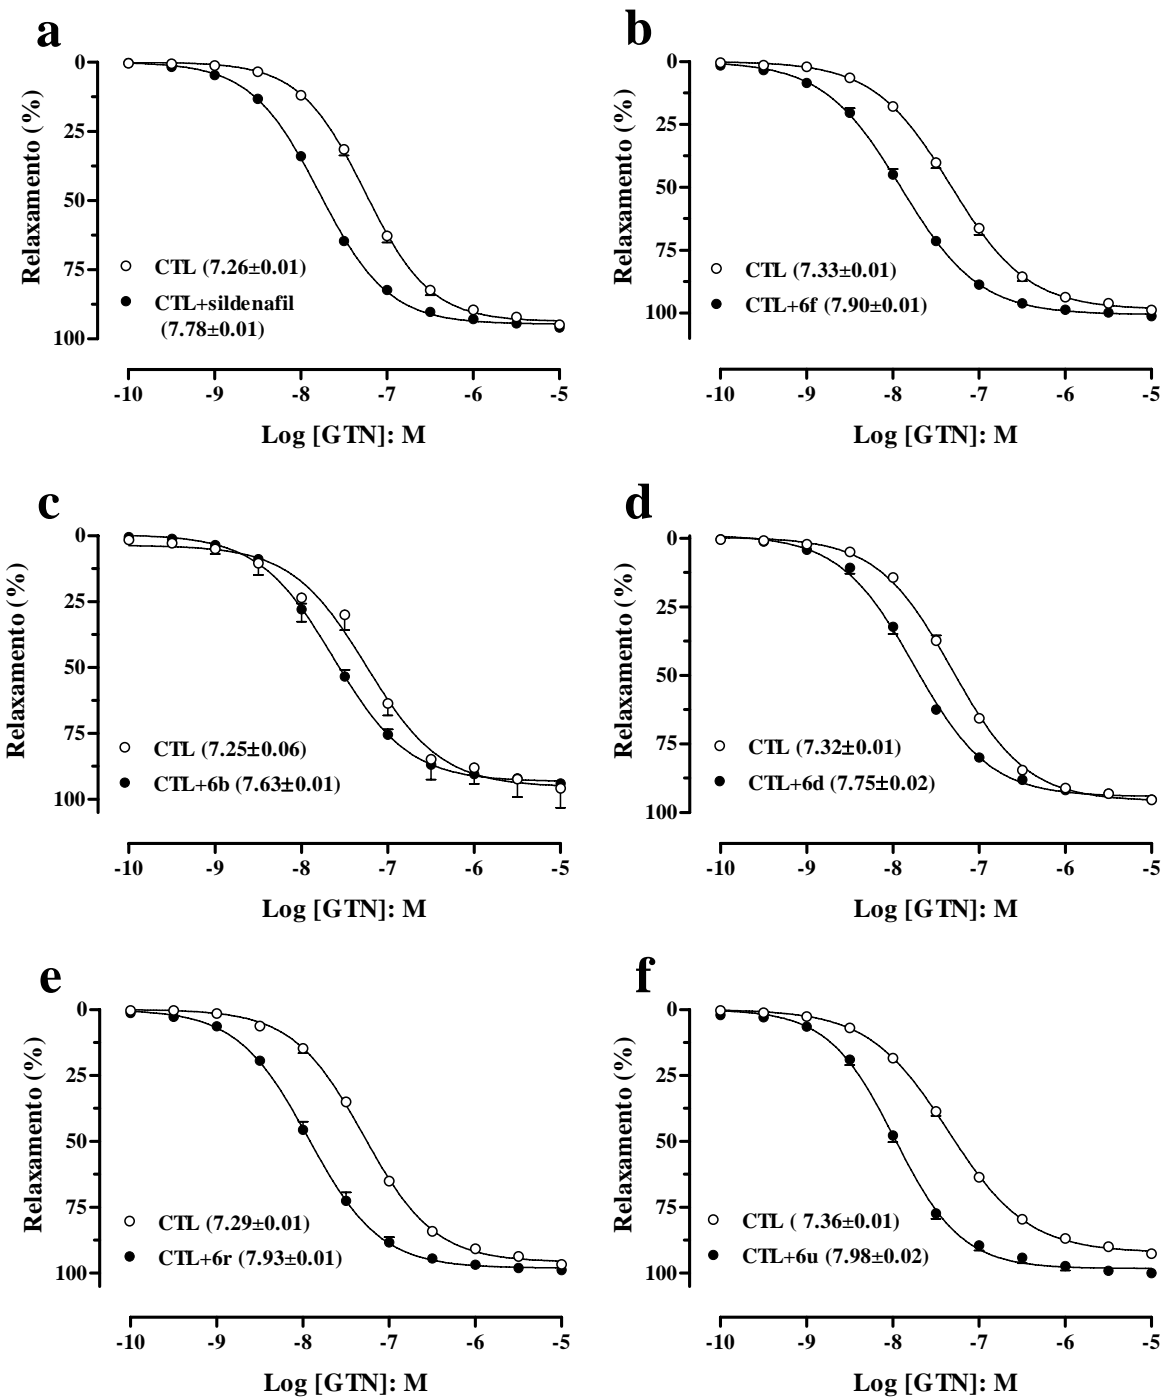 a
0
25
50
75
100
Relaxamento (%)
CTL (7.26±0.01)
CTL+sildenafil
(7.78±0.01)
-10 -9 -8 -7 -6 -5
Log [GTN]: M
b
0
25
50
75
100
Relaxamento (%)
CTL (7.33±0.01)
CTL+6f (7.90±0.01)
-10 -9 -8 -7 -6 -5
Log [GTN]: M
c
0
25
50
75
100
Relaxamento (%)
CTL (7.25±0.06)
CTL+6b (7.63±0.01)
-10 -9 -8 -7 -6 -5
Log [GTN]: M
d
0
25
50
75
100
Relaxamento (%)
CTL (7.32±0.01)
CTL+6d (7.75±0.02)
-10 -9 -8 -7 -6 -5
Log [GTN]: M
e
0
25
50
75
100
Relaxamento (%)
CTL (7.29±0.01)
CTL+6r (7.93±0.01)
-10 -9 -8 -7 -6 -5
Log [GTN]: M
f
0
25
50
75
100
Relaxamento (%)
CTL ( 7.36±0.01)
CTL+6u (7.98±0.02)
-10 -9 -8 -7 -6 -5
Log [GTN]: M